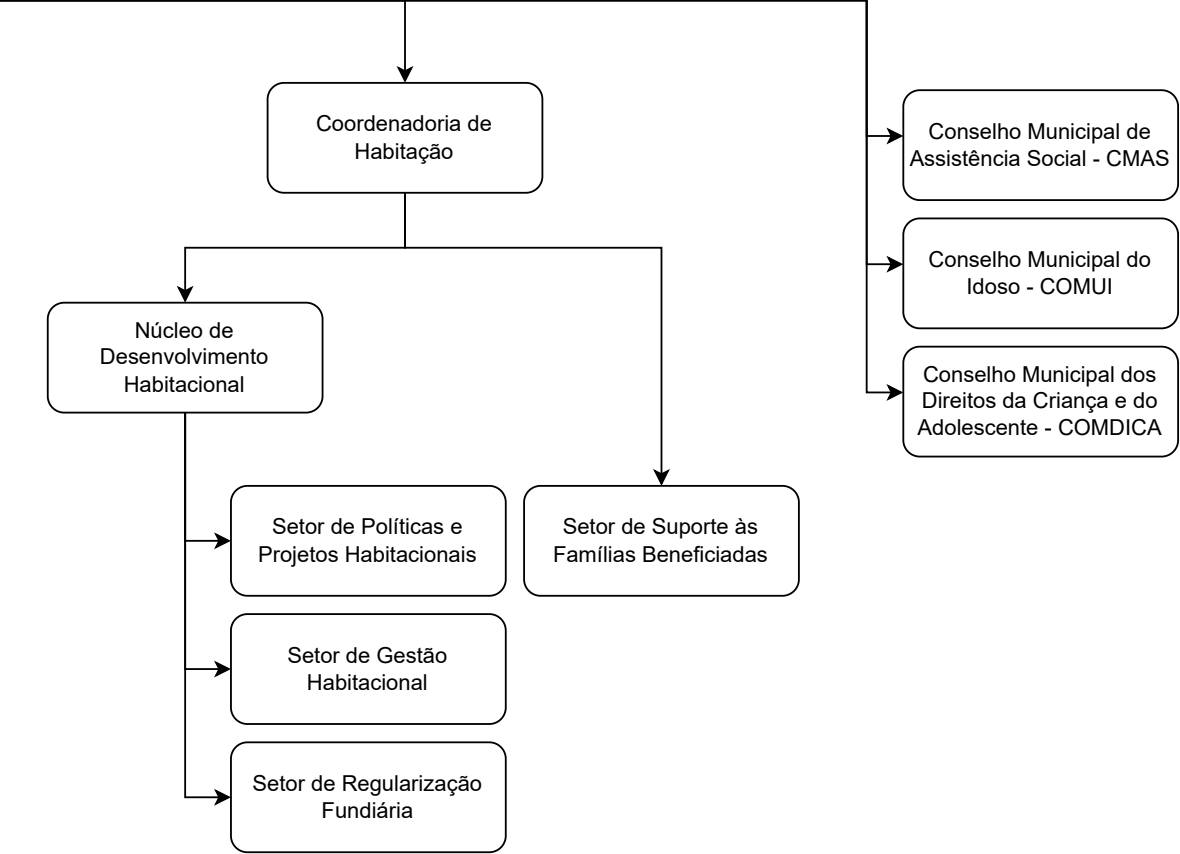 Coordenadoria de
Habitação
Conselho Municipal de
Assistência Social - CMAS
Conselho Municipal do
Idoso - COMUI
Núcleo de
Desenvolvimento
Habitacional
Conselho Municipal dos
Direitos da Criança e do
Adolescente - COMDICA
Setor de Políticas e
Projetos Habitacionais
Setor de Suporte às
Famílias Beneficiadas
Setor de Gestão
Habitacional
Setor de Regularização
Fundiária